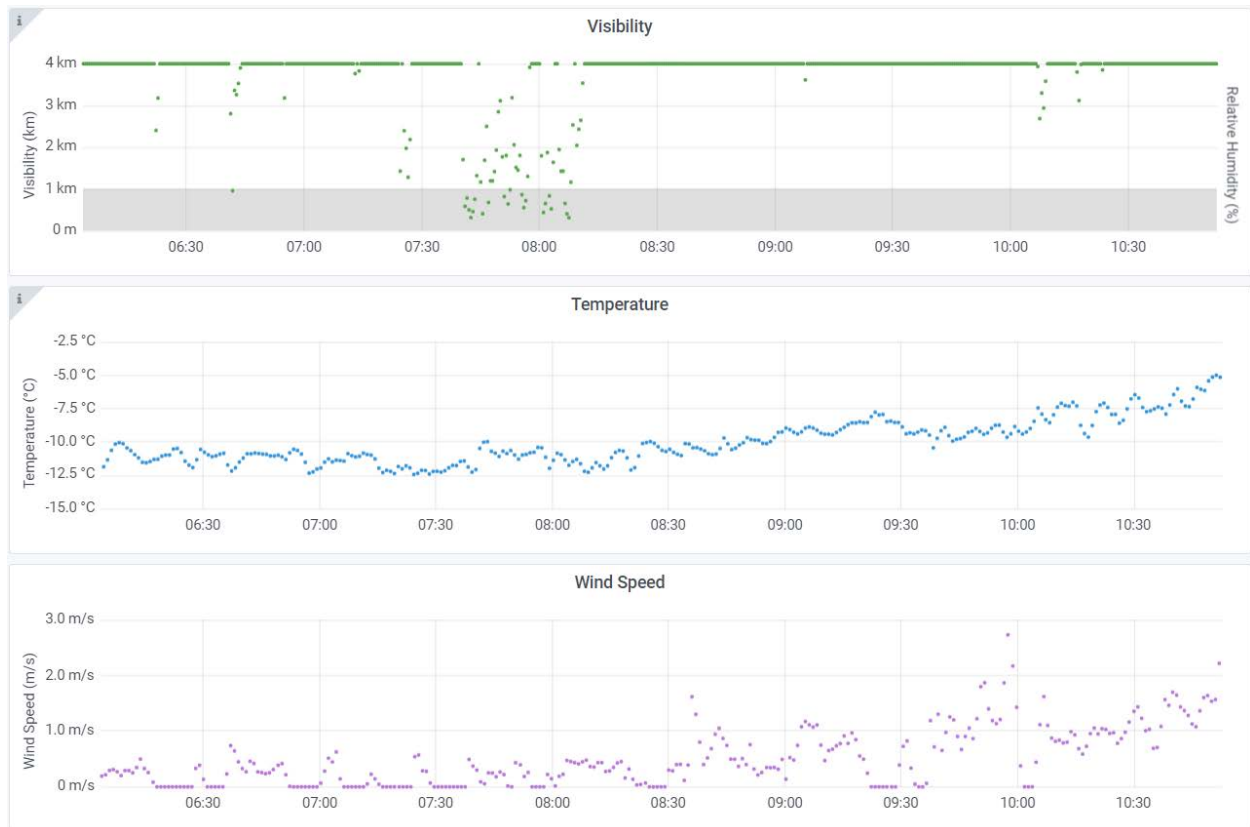 i
Visibility
4 km
3 km
2 km
1 km
0 m
Visibility (km)
Relative Humidity (%)
06:30 07:00 07:30 08:00 08:30 09:00 09:30 10:00 10:30
i
Temperature
-2.5 °C
-5.0 °C
-7.5 °C
-10.0 °C
-12.5 °C
-15.0 °C
Temperature (°C)
06:30 07:00 07:30 08:00 08:30 09:00 09:30 10:00 10:30
Wind Speed
3.0 m/s
2.0 m/s
1.0 m/s
0 m/s
Wind Speed (m/s)
06:30 07:00 07:30 08:00 08:30 09:00 09:30 10:00 10:30